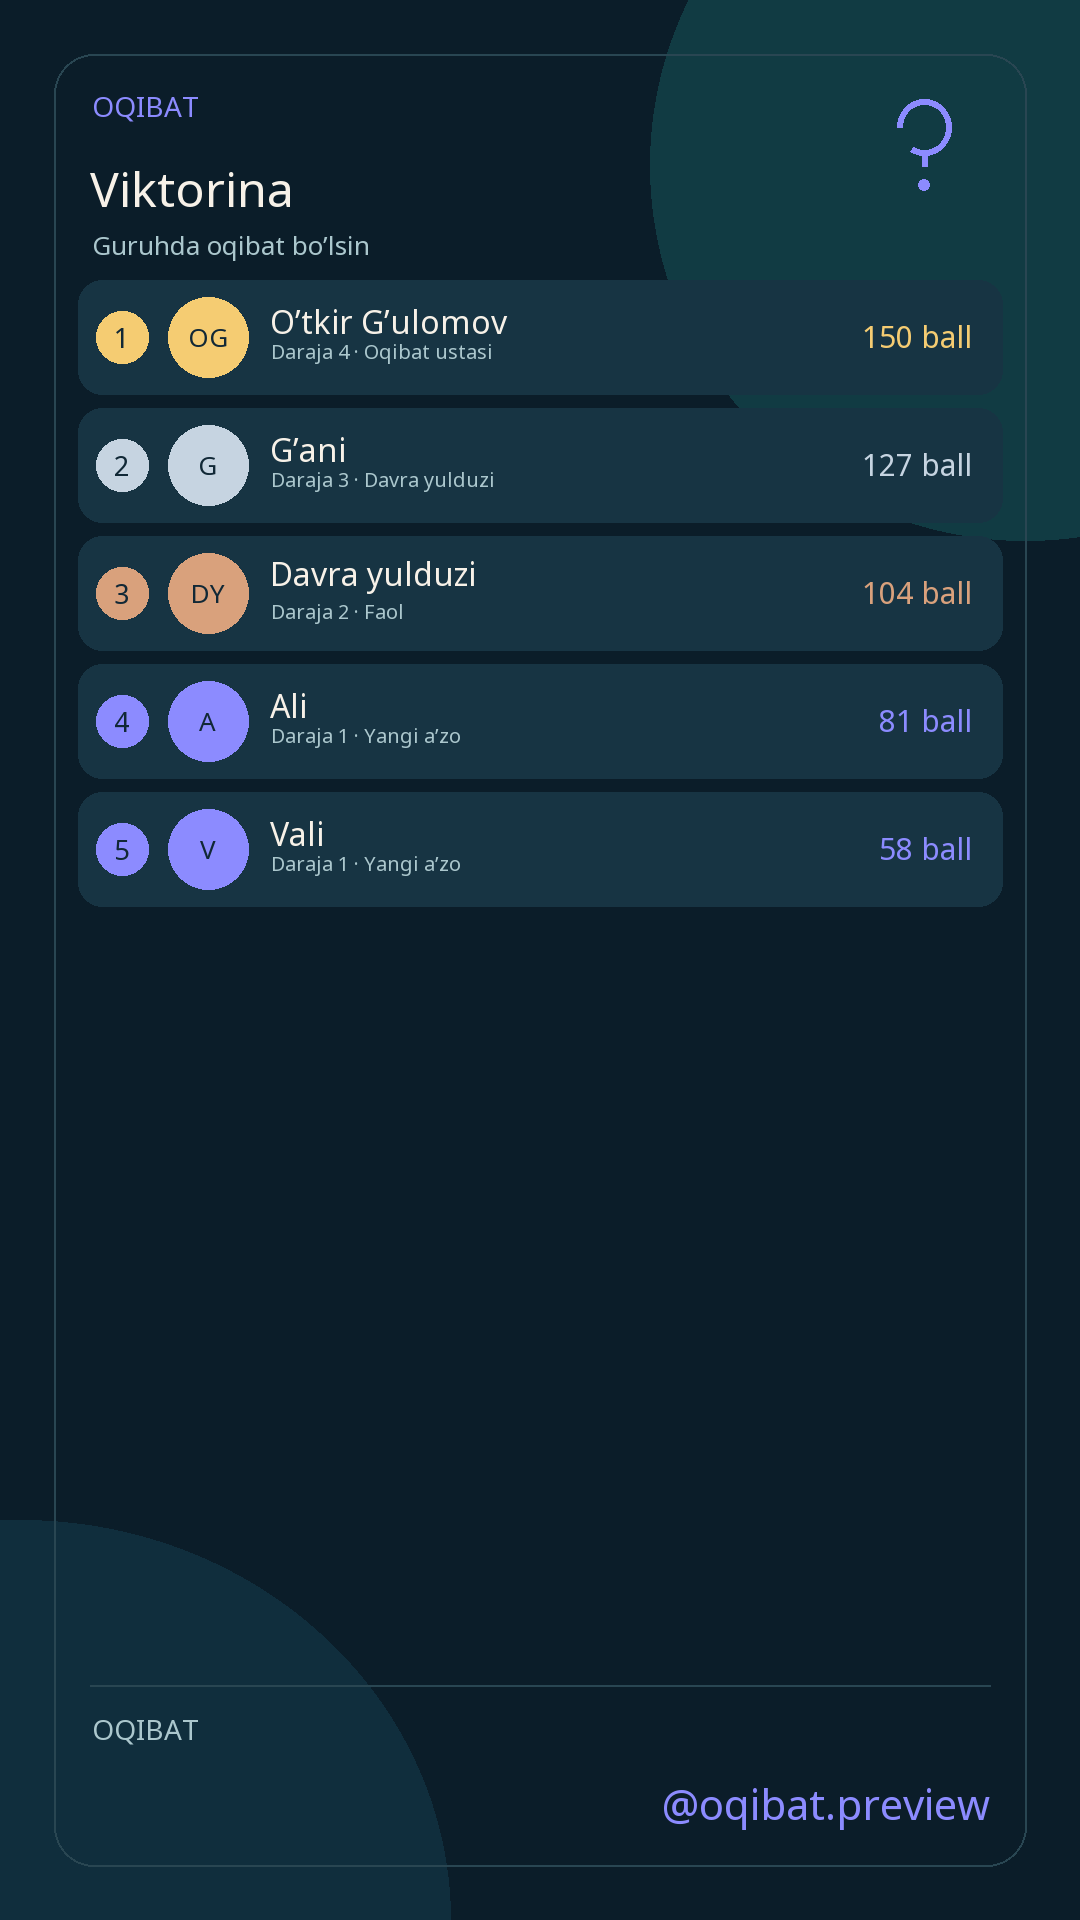 OQIBAT
Viktorina
Guruhda oqibat bo’lsin
1 OG O’tkir G’ulomov 150 ball
Daraja 4 · Oqibat ustasi
2 G G’ani 127 ball
Daraja 3 · Davra yulduzi
3 DY Davra yulduzi 104 ball
Daraja 2 · Faol
4 A Ali 81 ball
Daraja 1 · Yangi a’zo
5 V Vali 58 ball
Daraja 1 · Yangi a’zo
OQIBAT
@oqibat.preview